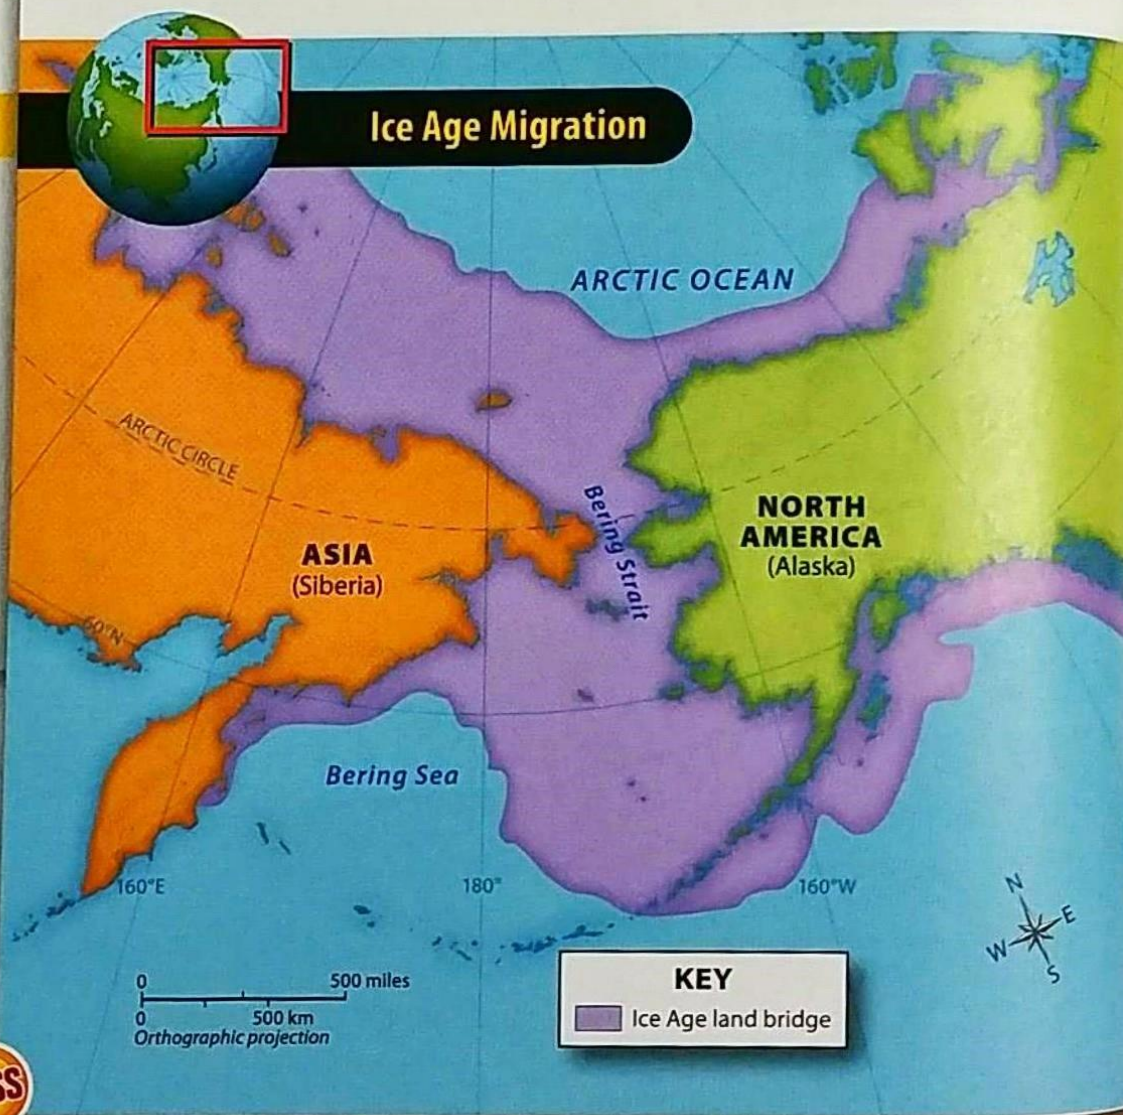 Ice Age Migration
ARCTIC OCEAN
ARCTIC CIRCLE
Bering Strait
NORTH
AMERICA
(Alaska)
ASIA
(Siberia)
60°N
Bering Sea
160°E
180°
160°W
N
E
W
S
0 500 miles
0 500 km
Orthographic projection
KEY
Ice Age land bridge
SS